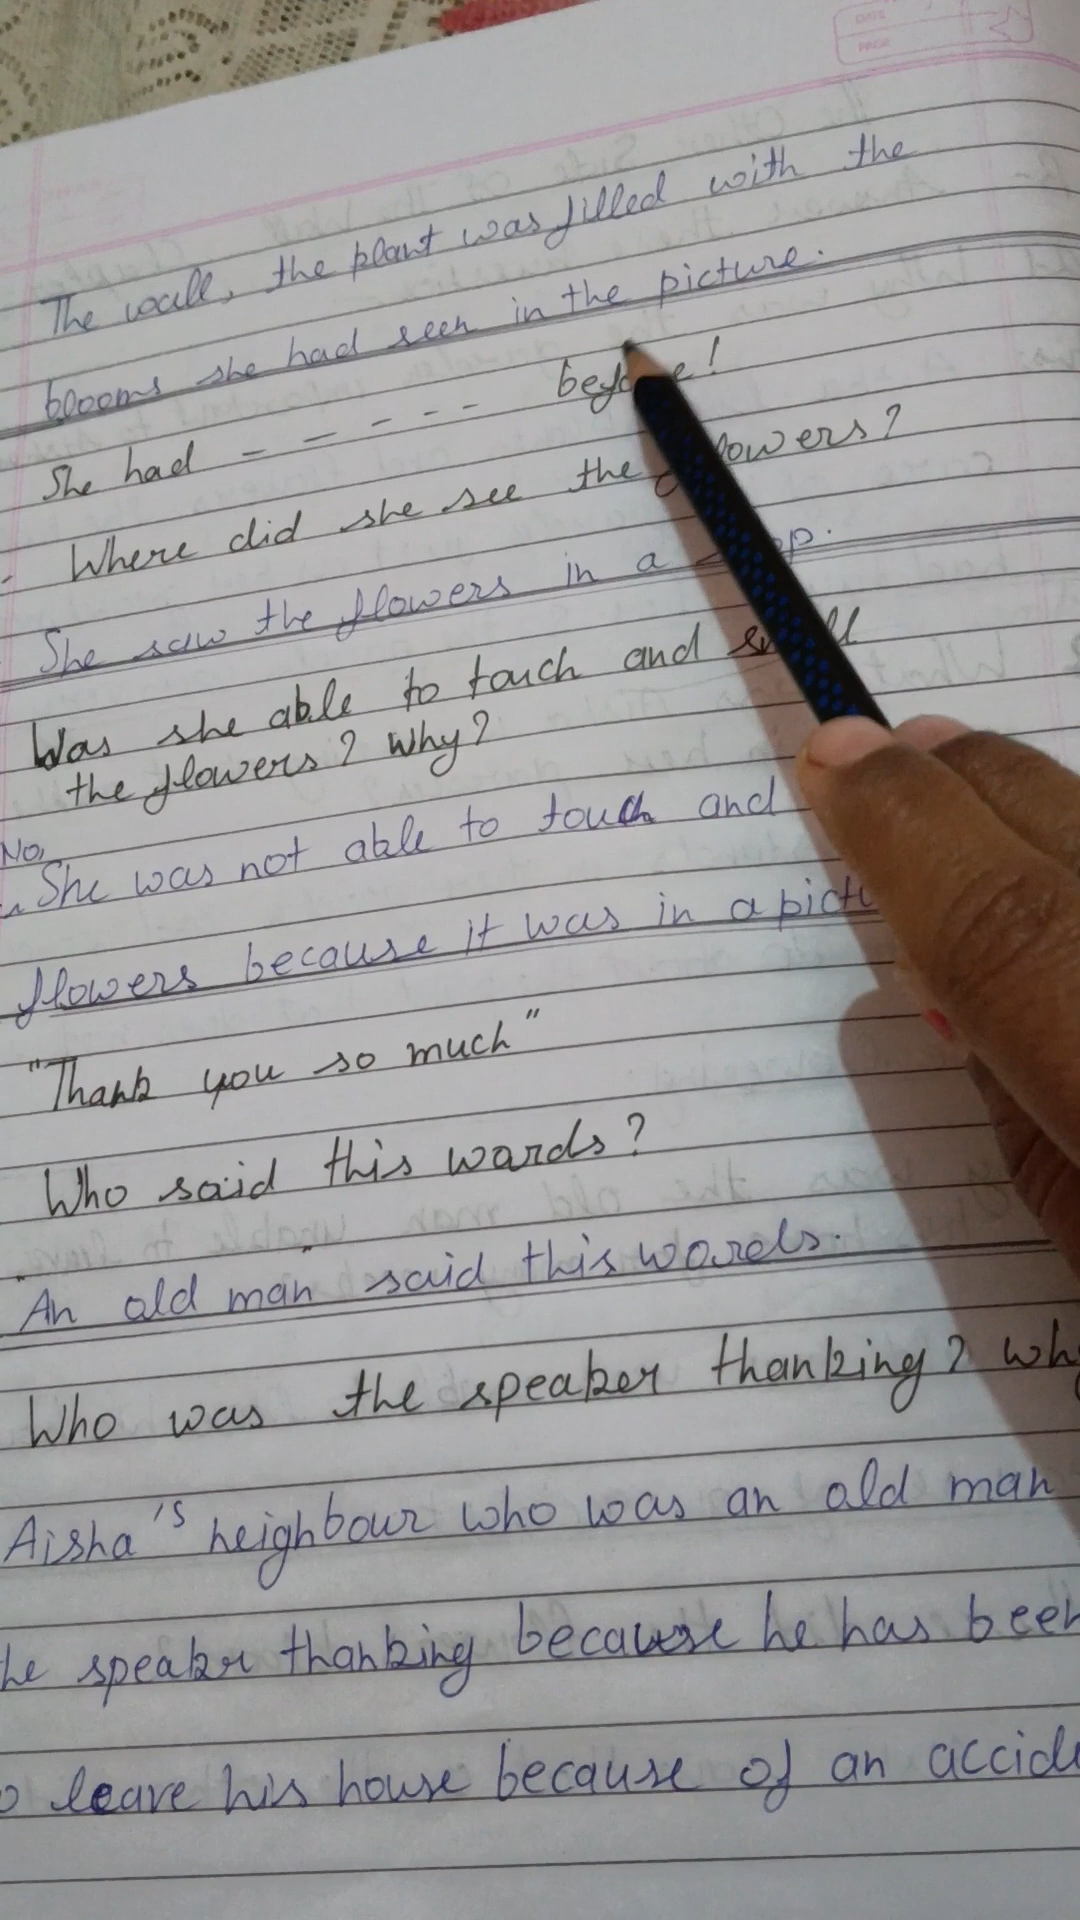 DATE
PAGE
The wall, the plant was filled with the
blooms she had seen in the picture.
She had - - - - - before!
Where did she see the flowers?
She saw the flowers in a
Was she able to touch and
the flowers? Why?
No,
She was not able to touch and
flowers because it was in a
"Thank you so much"
Who said this wards?
An old man said this words.
Who was the speaker thanking?
Aisha's neighbour who was an old man
speaker thanking because he has been
leave his house because of an